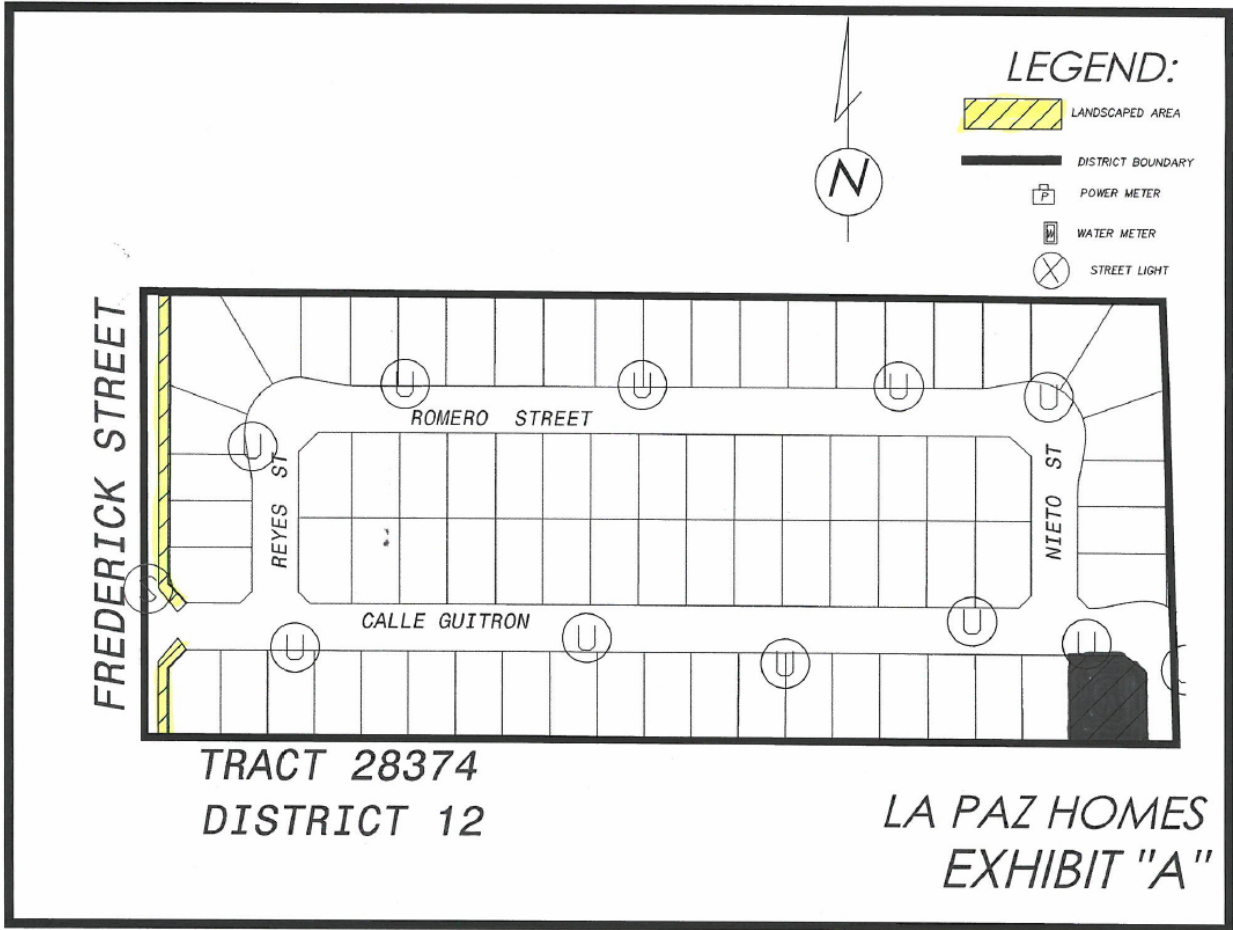 LEGEND:
LANDSCAPED AREA
DISTRICT BOUNDARY
P POWER METER
W WATER METER
STREET LIGHT
N
FREDERICK STREET
U
U
U
U
U
ROMERO STREET
REYES ST
NIETO ST
S
CALLE GUITRON
U
U
U
U
U
TRACT 28374
DISTRICT 12
LA PAZ HOMES
EXHIBIT "A"